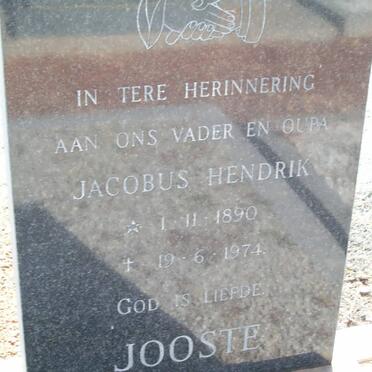 IN TERE HERINNERING
AAN ONS VADER EN OUPA
JACOBUS HENDRIK
☆ 1·11·1890
† 19·6·1974.
GOD IS LIEFDE.
JOOSTE